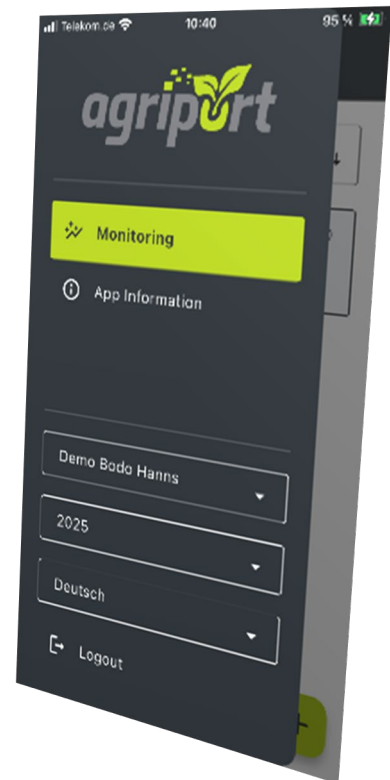 Telekom.de 10:40 95 %
agriport
Monitoring
App Information
Demo Bodo Hanns
2025
Deutsch
Logout